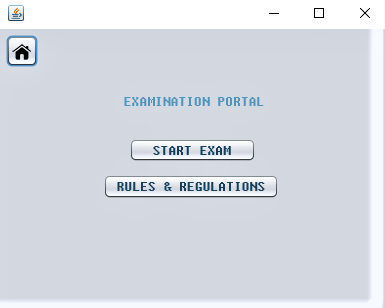 EXAMINATION PORTAL
START EXAM
RULES & REGULATIONS